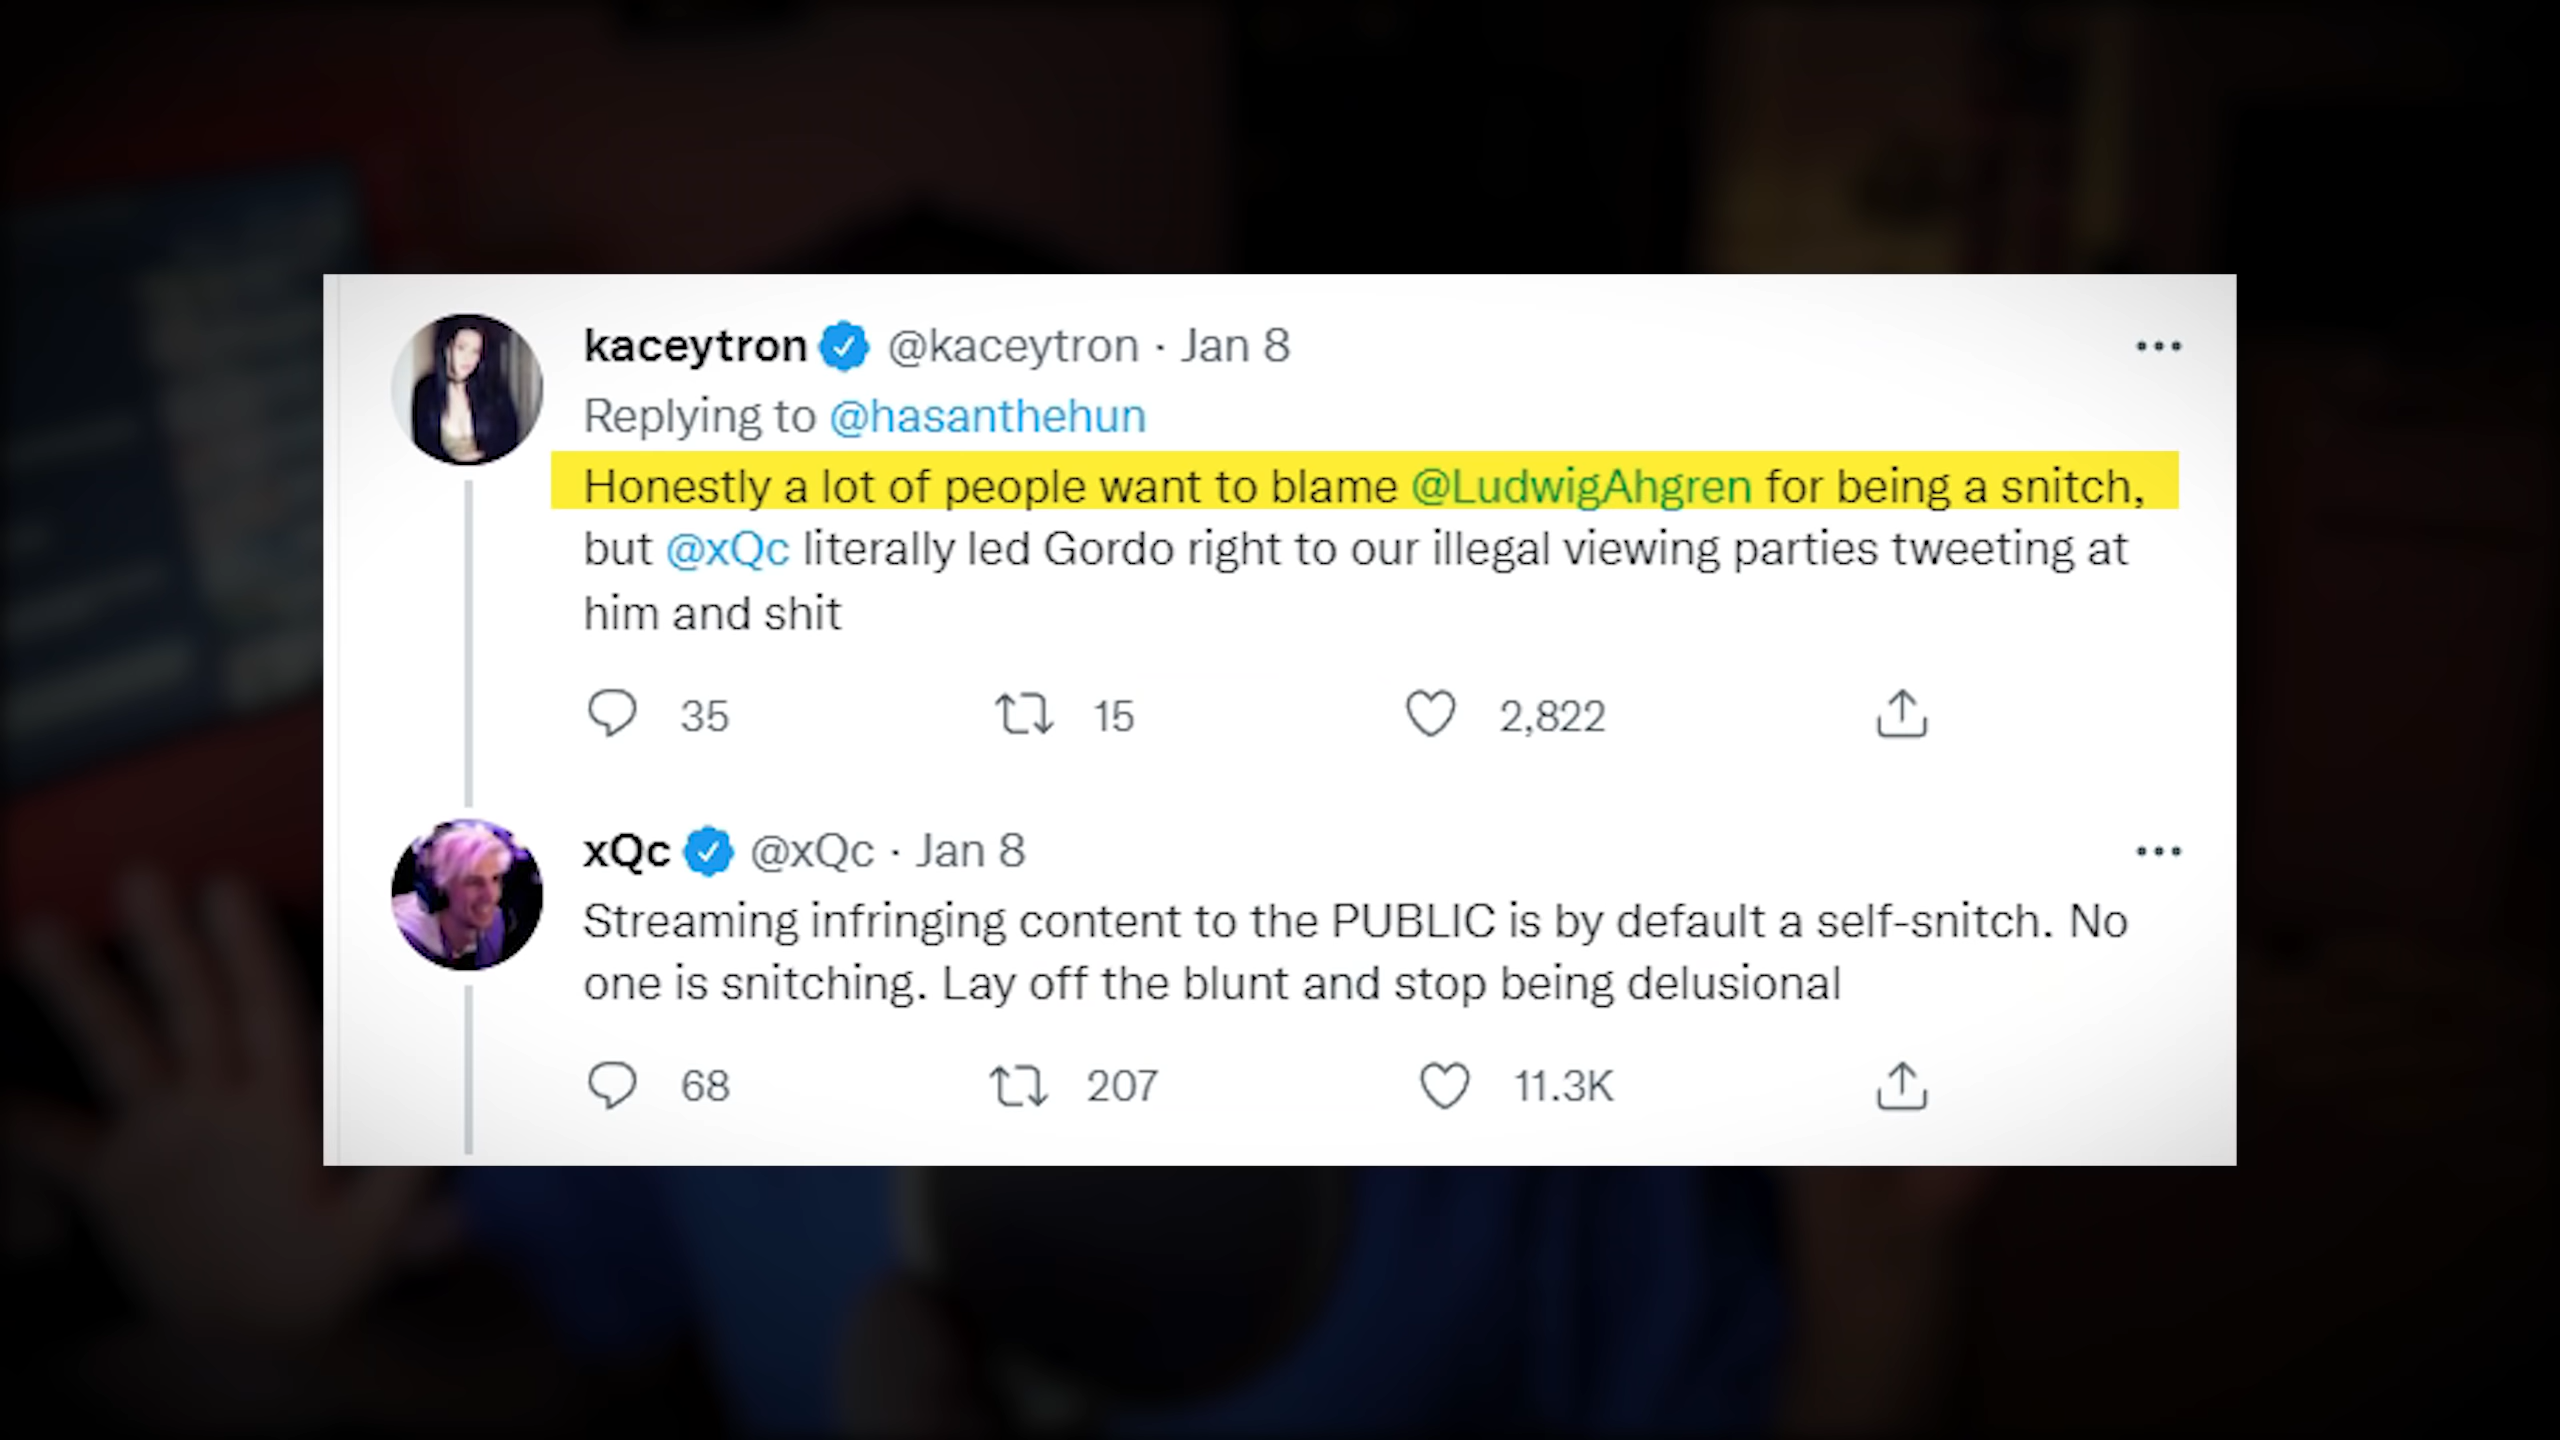 kaceytron @kaceytron · Jan 8
Replying to @hasanthehun
Honestly a lot of people want to blame @LudwigAhgren for being a snitch,
but @xQc literally led Gordo right to our illegal viewing parties tweeting at
him and shit
35 15 2,822
xQc @xQc · Jan 8
Streaming infringing content to the PUBLIC is by default a self-snitch. No
one is snitching. Lay off the blunt and stop being delusional
68 207 11.3K